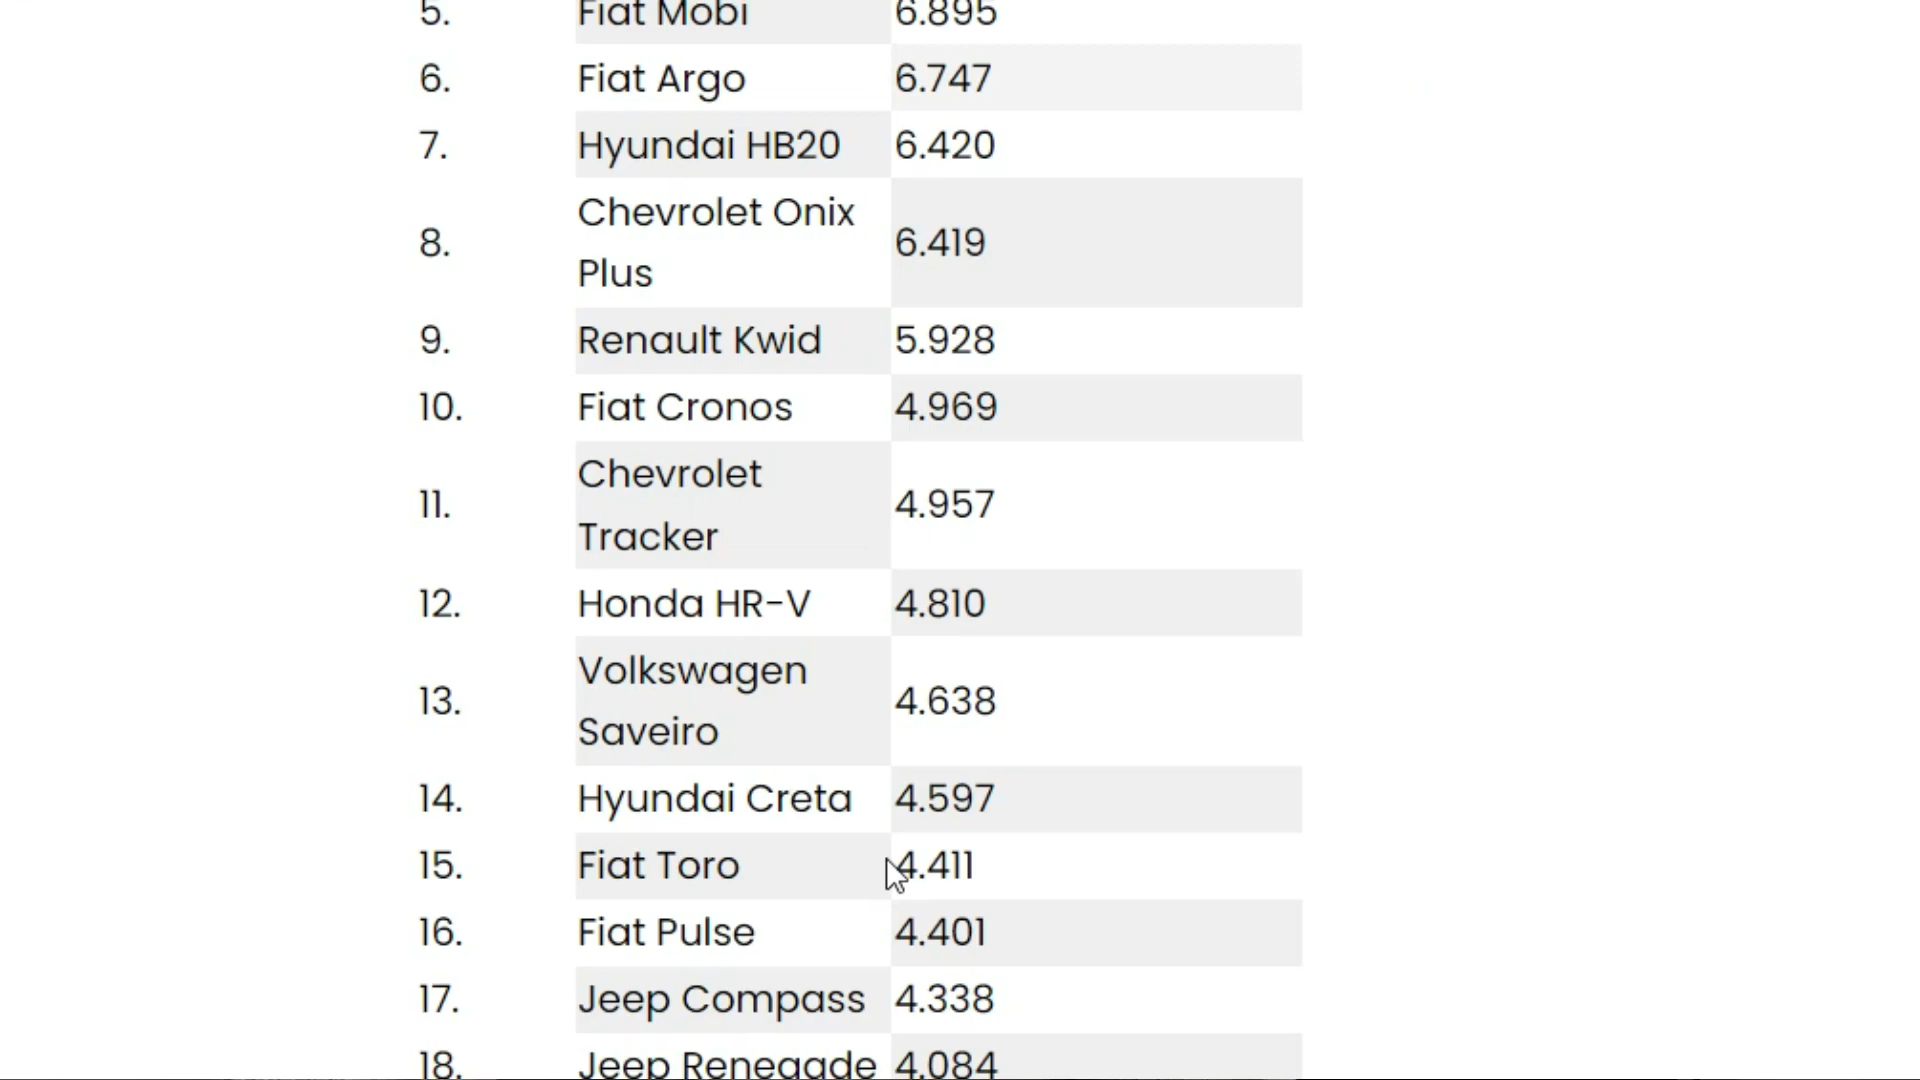 5. Fiat Mobi 6.895
6. Fiat Argo 6.747
7. Hyundai HB20 6.420
8. Chevrolet Onix
Plus 6.419
9. Renault Kwid 5.928
10. Fiat Cronos 4.969
11. Chevrolet
Tracker 4.957
12. Honda HR-V 4.810
13. Volkswagen
Saveiro 4.638
14. Hyundai Creta 4.597
15. Fiat Toro 4.411
16. Fiat Pulse 4.401
17. Jeep Compass 4.338
18. Jeep Renegade 4.084